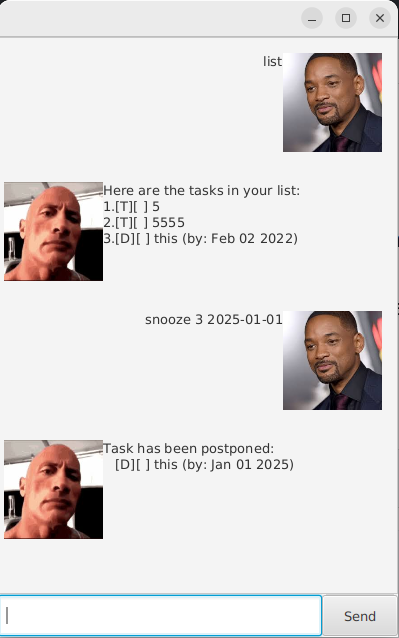 list
Here are the tasks in your list:
1.[T][ ] 5
2.[T][ ] 5555
3.[D][ ] this (by: Feb 02 2022)
snooze 3 2025-01-01
Task has been postponed:
[D][ ] this (by: Jan 01 2025)
Send